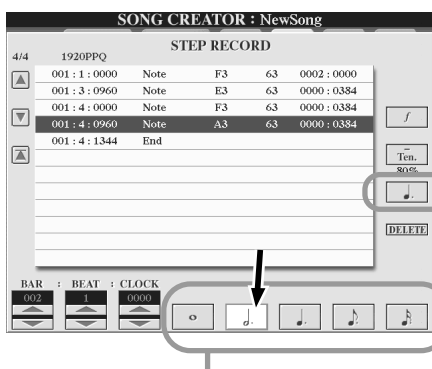 SONG CREATOR : NewSong
STEP RECORD
4/4 1920PPQ
001 : 1 : 0000 Note F3 63 0002 : 0000
001 : 3 : 0960 Note E3 63 0000 : 0384
001 : 4 : 0000 Note F3 63 0000 : 0384
001 : 4 : 0960 Note A3 63 0000 : 0384
001 : 4 : 1344 End
f
Ten.
80%
DELETE
BAR : BEAT : CLOCK
002 1 0000